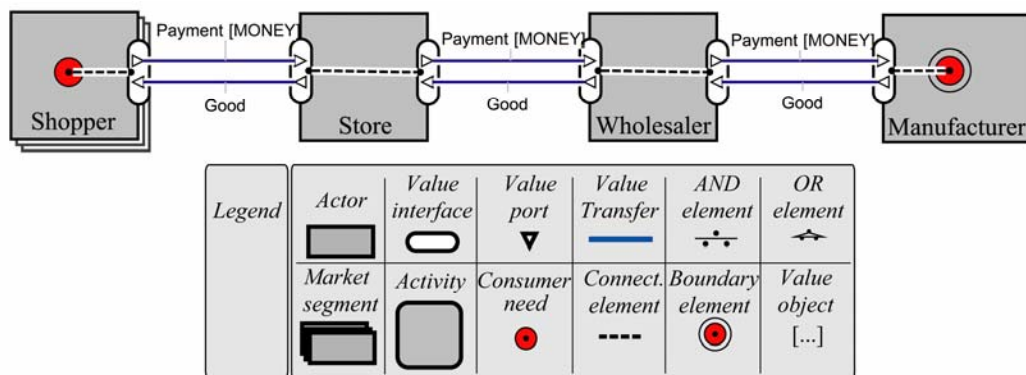 Payment [MONEY]
Payment [MONEY]
Payment [MONEY]
Good
Good
Good
Shopper
Store
Wholesaler
Manufacturer
Legend
Actor
Value
interface
Value
port
Value
Transfer
AND
element
OR
element
Market
segment
Activity
Consumer
need
Connect.
element
Boundary
element
Value
object
[...]